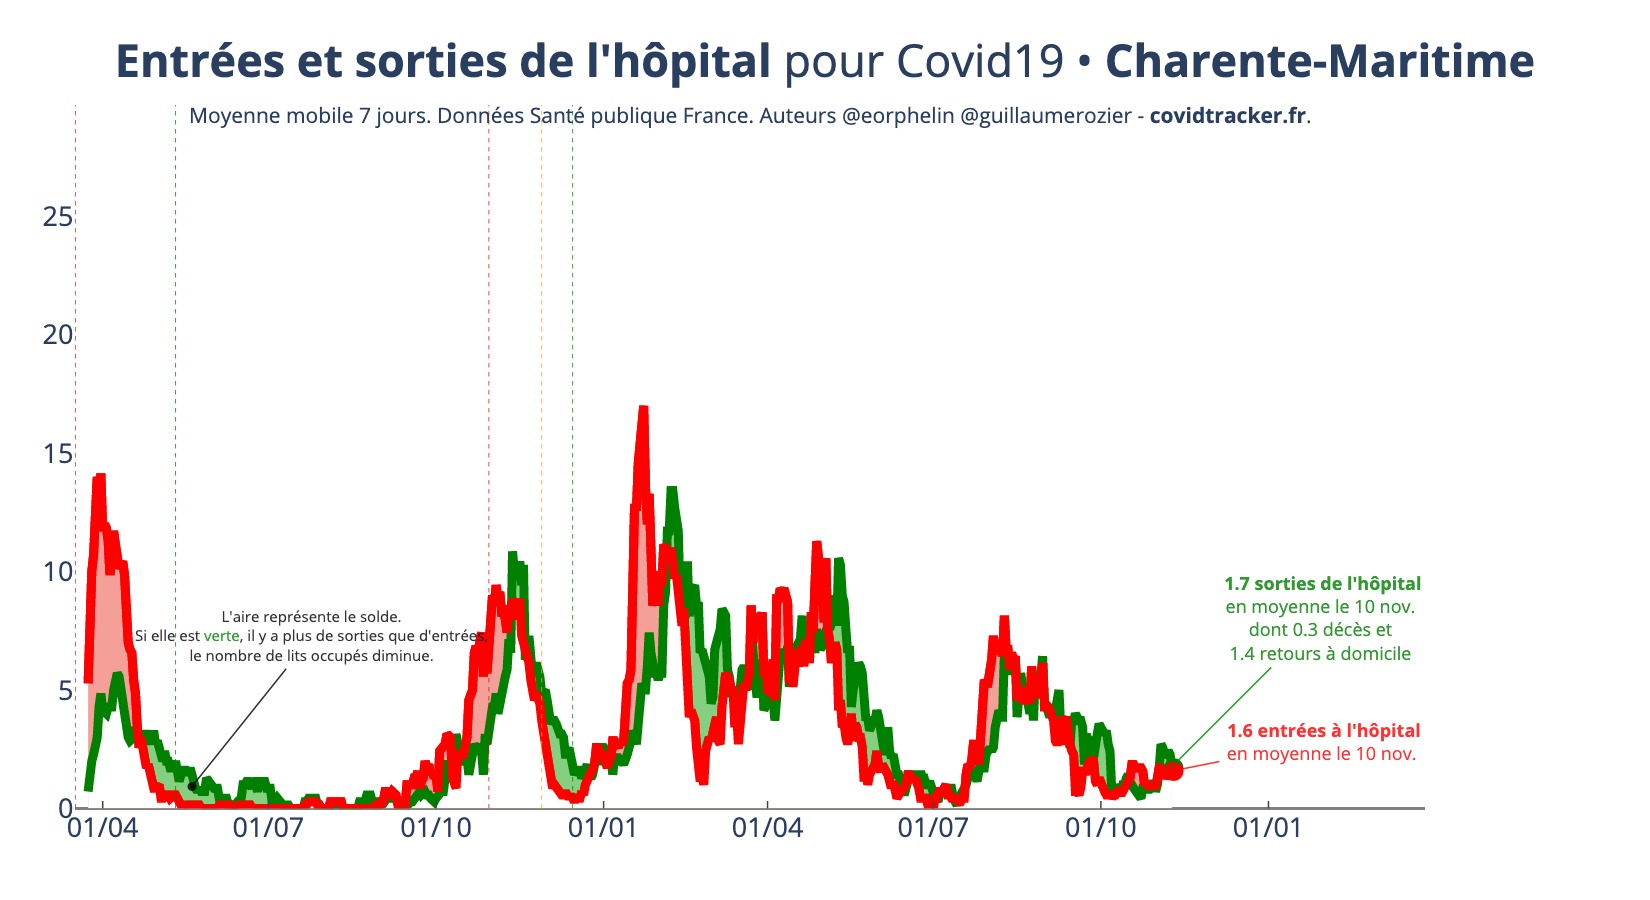 Entrées et sorties de l'hôpital pour Covid19 • Charente-Maritime
Moyenne mobile 7 jours. Données Santé publique France. Auteurs @eorphelin @guillaumerozier - covidtracker.fr.
25
20
15
10
5
0
L'aire représente le solde.
Si elle est verte, il y a plus de sorties que d'entrées,
le nombre de lits occupés diminue.
1.7 sorties de l'hôpital
en moyenne le 10 nov.
dont 0.3 décès et
1.4 retours à domicile
1.6 entrées à l'hôpital
en moyenne le 10 nov.
01/04 01/07 01/10 01/01 01/04 01/07 01/10 01/01